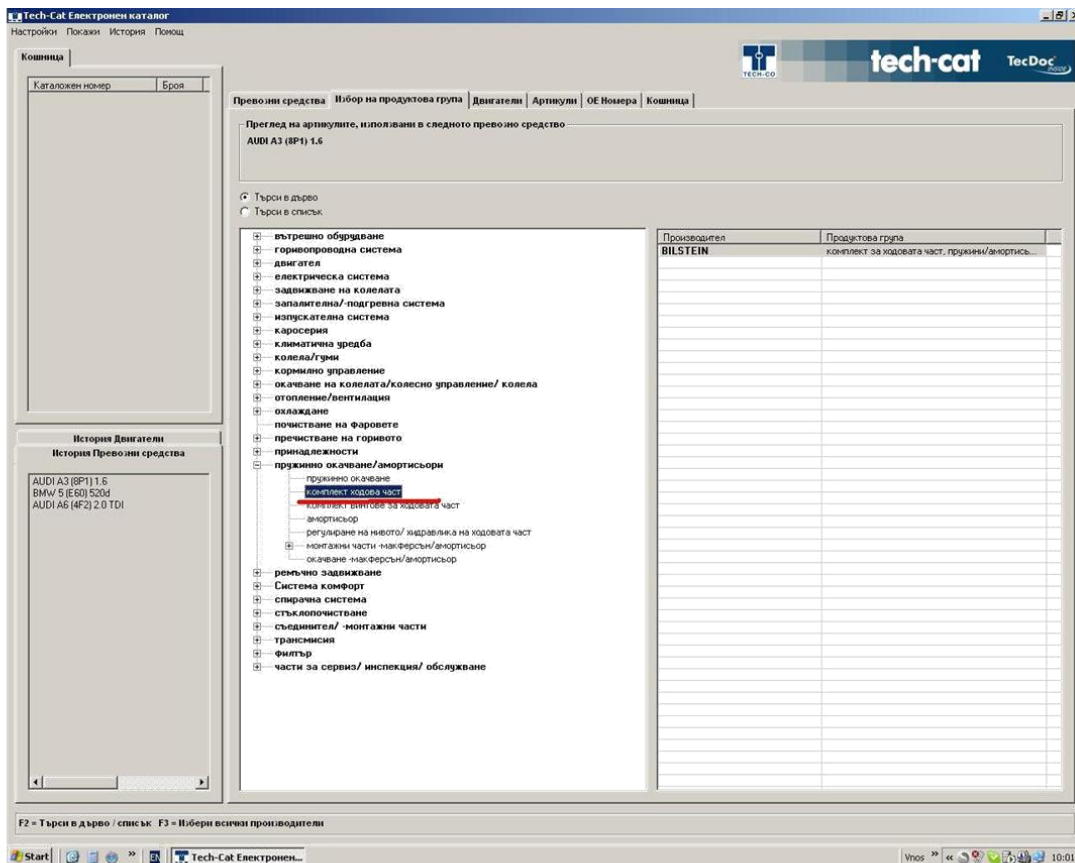 Tech-Cat Електронен каталог
Настройки Покажи История Помощ
Кошница
Каталожен номер Броя
TECH-CO
tech-cat TecDoc inside
Превозни средства Избор на продуктова група Двигатели Артикули OE Номера Кошница
Преглед на артикулите, използвани в следното превозно средство
AUDI A3 (8P1) 1.6
Търси в дърво
Търси в списък
вътрешно обурудване
горивопроводна система
двигател
електрическа система
задвижване на колелата
запалителна/-подгревна система
изпускателна система
каросерия
климатична уредба
колела/гуми
кормилно управление
окачване на колелата/колесно управление/ колела
отопление/вентилация
охлаждане
почистване на фаровете
пречистване на горивото
принадлежности
пружинно окачване/амортисьори
пружинно окачване
комплект ходова част
комплект винтове за ходовата част
амортисьор
регулиране на нивото/ хидравлика на ходовата част
монтажни части -макферсън/амортисьор
окачване -макферсън/амортисьор
ремъчно задвижване
Система комфорт
спирачна система
стъклопочистване
съединител/ -монтажни части
трансмисия
филтър
части за сервиз/ инспекция/ обслужване
Производител Продуктова група
BILSTEIN комплект за ходовата част, пружини/амортись...
История Двигатели
История Превозни средства
AUDI A3 (8P1) 1.6
BMW 5 (E60) 520d
AUDI A6 (4F2) 2.0 TDI
F2 = Търси в дърво / списък F3 = Избери всички производители
Start » EN Tech-Cat Електронен... Vnos » « 10:01